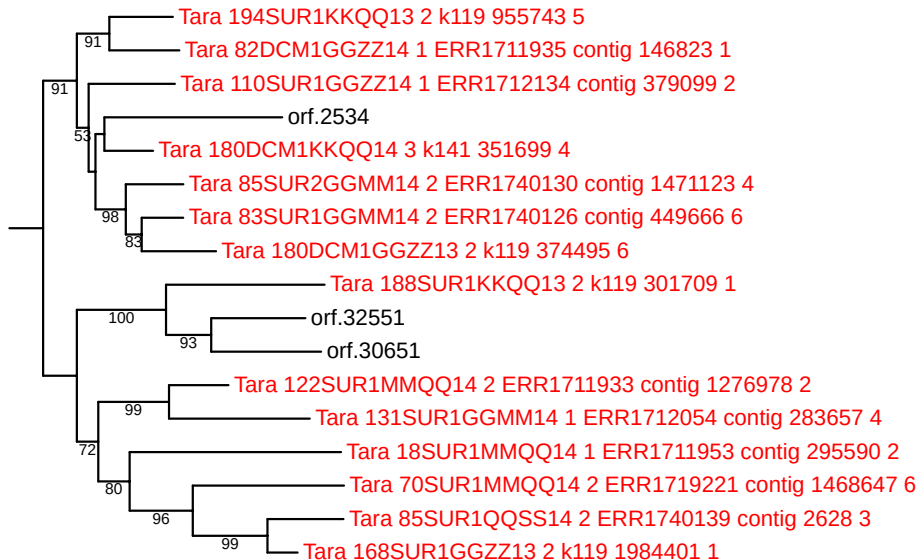 Tara 194SUR1KKQQ13 2 k119 955743 5
91
Tara 82DCM1GGZZ14 1 ERR1711935 contig 146823 1
91
Tara 110SUR1GGZZ14 1 ERR1712134 contig 379099 2
orf.2534
53
Tara 180DCM1KKQQ14 3 k141 351699 4
Tara 85SUR2GGMM14 2 ERR1740130 contig 1471123 4
98
Tara 83SUR1GGMM14 2 ERR1740126 contig 449666 6
83
Tara 180DCM1GGZZ13 2 k119 374495 6
Tara 188SUR1KKQQ13 2 k119 301709 1
100
orf.32551
93
orf.30651
Tara 122SUR1MMQQ14 2 ERR1711933 contig 1276978 2
99
Tara 131SUR1GGMM14 1 ERR1712054 contig 283657 4
72
Tara 18SUR1MMQQ14 1 ERR1711953 contig 295590 2
80
Tara 70SUR1MMQQ14 2 ERR1719221 contig 1468647 6
96
Tara 85SUR1QQSS14 2 ERR1740139 contig 2628 3
99
Tara 168SUR1GGZZ13 2 k119 1984401 1